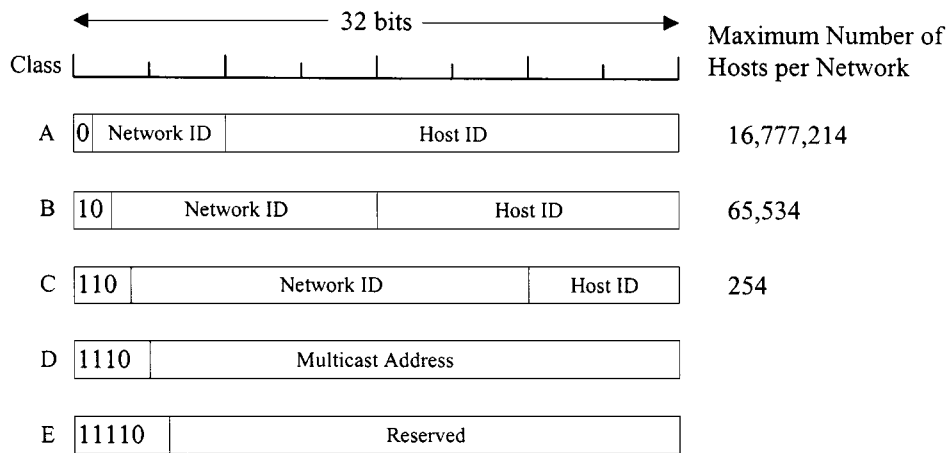 32 bits
Maximum Number of
Hosts per Network
Class
A 0 Network ID Host ID 16,777,214
B 10 Network ID Host ID 65,534
C 110 Network ID Host ID 254
D 1110 Multicast Address
E 11110 Reserved